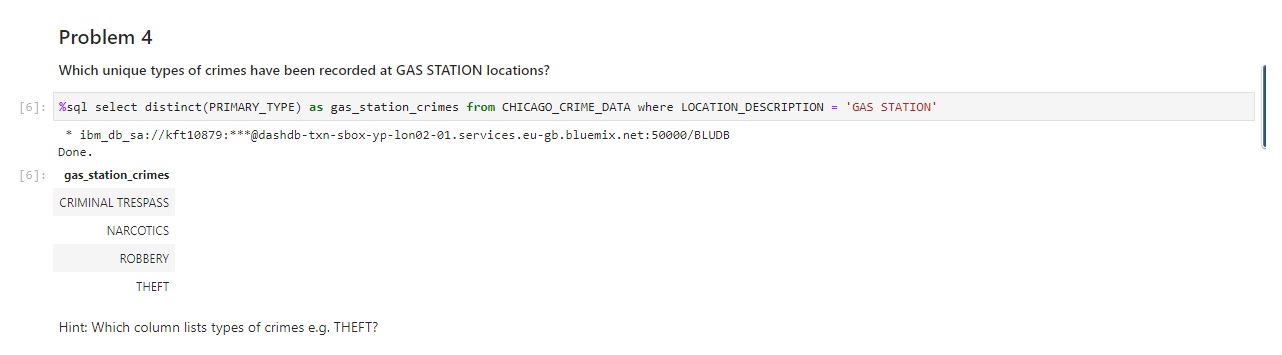 Problem 4
Which unique types of crimes have been recorded at GAS STATION locations?
[6]: %sql select distinct(PRIMARY_TYPE) as gas_station_crimes from CHICAGO_CRIME_DATA where LOCATION_DESCRIPTION = 'GAS STATION'
* ibm_db_sa://kft10879:***@dashdb-txn-sbox-yp-lon02-01.services.eu-gb.bluemix.net:50000/BLUDB
Done.
[6]: gas_station_crimes
CRIMINAL TRESPASS
NARCOTICS
ROBBERY
THEFT
Hint: Which column lists types of crimes e.g. THEFT?